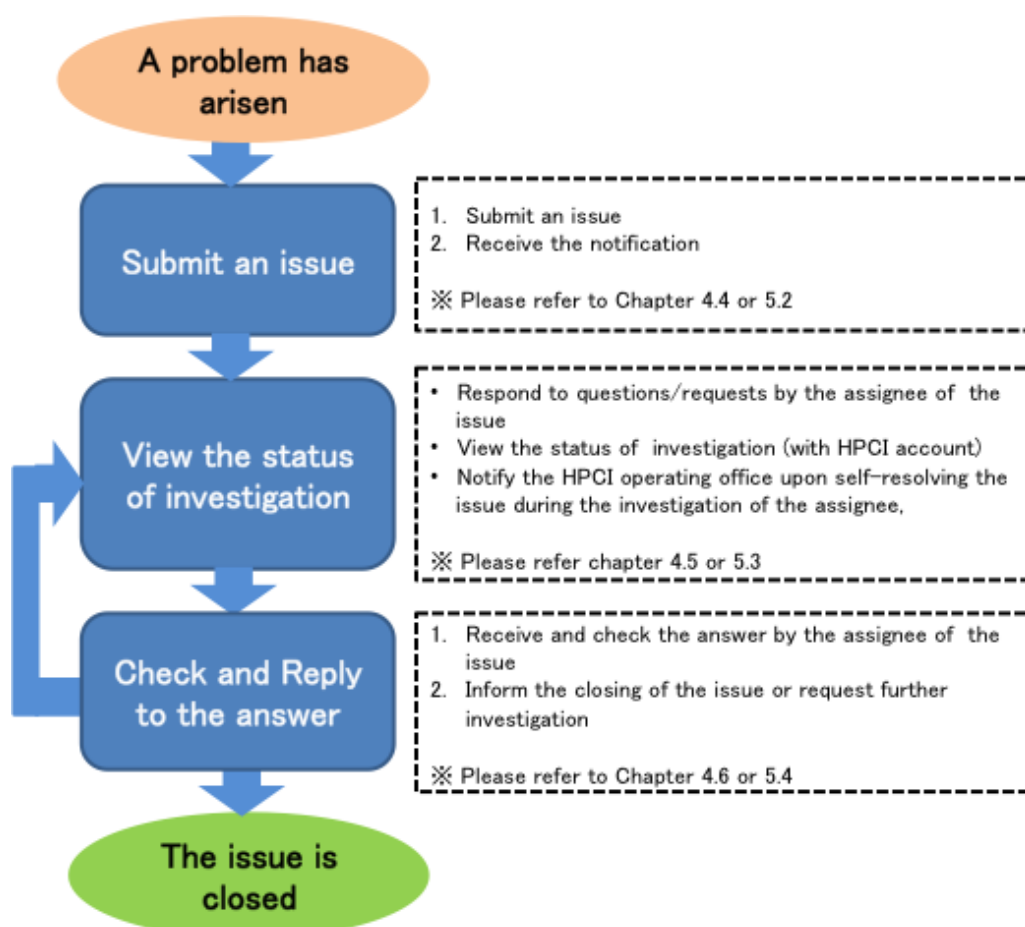 A problem has
arisen
Submit an issue
1. Submit an issue
2. Receive the notification
※ Please refer to Chapter 4.4 or 5.2
View the status
of investigation
• Respond to questions/requests by the assignee of the
issue
• View the status of investigation (with HPCI account)
• Notify the HPCI operating office upon self-resolving the
issue during the investigation of the assignee,
※ Please refer chapter 4.5 or 5.3
Check and Reply
to the answer
1. Receive and check the answer by the assignee of the
issue
2. Inform the closing of the issue or request further
investigation
※ Please refer to Chapter 4.6 or 5.4
The issue is
closed